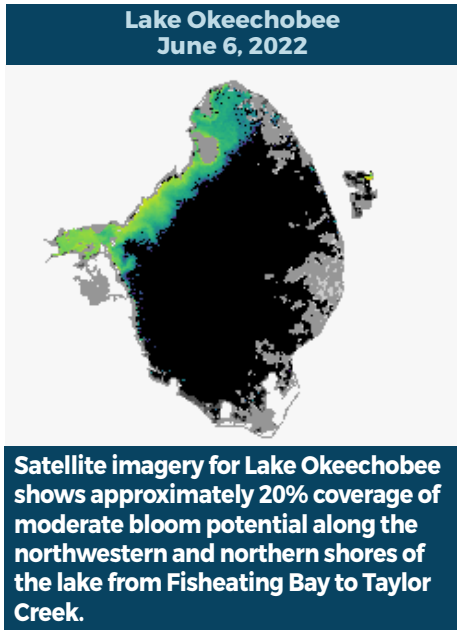 Lake Okeechobee
June 6, 2022
Satellite imagery for Lake Okeechobee
shows approximately 20% coverage of
moderate bloom potential along the
northwestern and northern shores of
the lake from Fisheating Bay to Taylor
Creek.